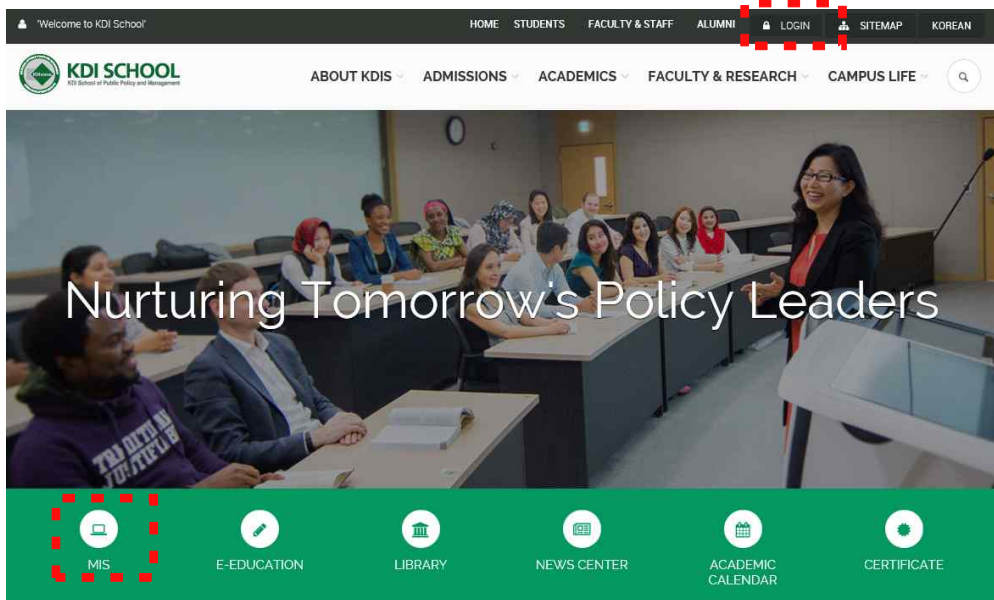 'Welcome to KDI School'
HOME STUDENTS FACULTY & STAFF ALUMNI LOGIN SITEMAP KOREAN
KDI SCHOOL
KDI School of Public Policy and Management
ABOUT KDIS ADMISSIONS ACADEMICS FACULTY & RESEARCH CAMPUS LIFE
Nurturing Tomorrow's Policy Leaders
MIS E-EDUCATION LIBRARY NEWS CENTER ACADEMIC CALENDAR CERTIFICATE